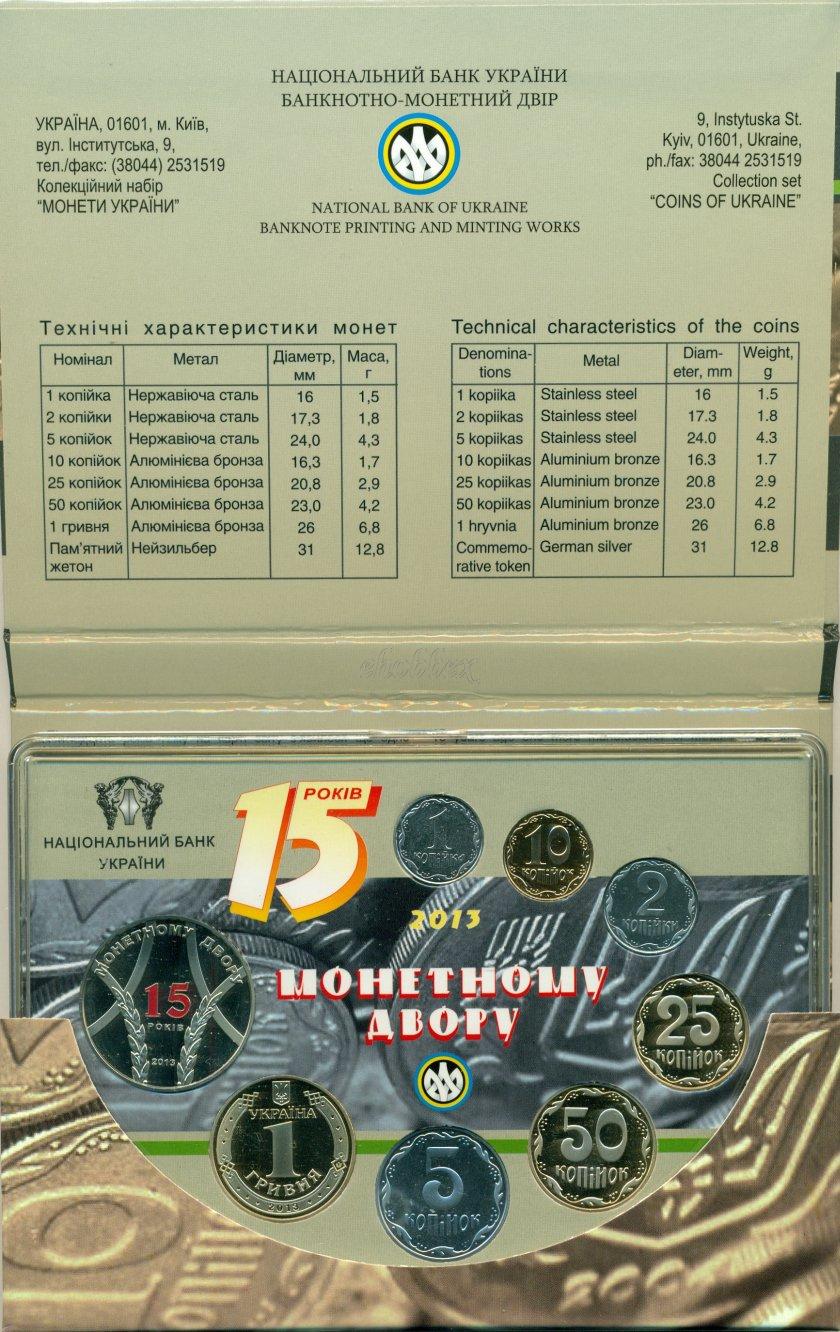 НАЦІОНАЛЬНИЙ БАНК УКРАЇНИ
БАНКНОТНО-МОНЕТНИЙ ДВІР
УКРАЇНА, 01601, м. Київ,
вул. Інститутська, 9,
тел./факс: (38044) 2531519
Колекційний набір
“МОНЕТИ УКРАЇНИ”
9, Instytuska St.
Kyiv, 01601, Ukraine,
ph./fax: 38044 2531519
Collection set
“COINS OF UKRAINE”
NATIONAL BANK OF UKRAINE
BANKNOTE PRINTING AND MINTING WORKS
Технічні характеристики монет
Номінал Метал Діаметр, мм Маса, г
1 копійка Нержавіюча сталь 16 1,5
2 копійки Нержавіюча сталь 17,3 1,8
5 копійок Нержавіюча сталь 24,0 4,3
10 копійок Алюмінієва бронза 16,3 1,7
25 копійок Алюмінієва бронза 20,8 2,9
50 копійок Алюмінієва бронза 23,0 4,2
1 гривня Алюмінієва бронза 26 6,8
Пам'ятний жетон Нейзильбер 31 12,8
Technical characteristics of the coins
Denomina-tions Metal Diam-eter, mm Weight, g
1 kopiika Stainless steel 16 1.5
2 kopiikas Stainless steel 17.3 1.8
5 kopiikas Stainless steel 24.0 4.3
10 kopiikas Aluminium bronze 16.3 1.7
25 kopiikas Aluminium bronze 20.8 2.9
50 kopiikas Aluminium bronze 23.0 4.2
1 hryvnia Aluminium bronze 26 6.8
Commemo-rative token German silver 31 12.8
НАЦІОНАЛЬНИЙ БАНК
УКРАЇНИ
15 РОКІВ
2013
МОНЕТНОМУ
ДВОРУ
1
КОПІЙКА
10
КОПІЙОК
2
КОПІЙКИ
25
КОПІЙОК
50
КОПІЙОК
5
КОПІЙОК
УКРАЇНА
1
ГРИВНЯ
2013
МОНЕТНОМУ ДВОРУ
15
РОКІВ
2013
200